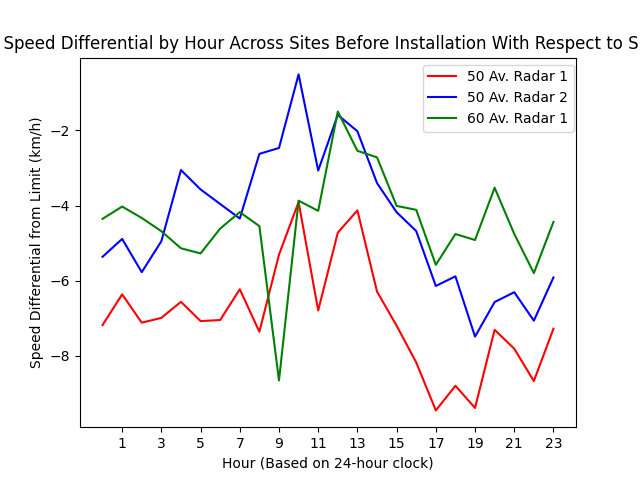 Speed Differential by Hour Across Sites Before Installation With Respect to S
50 Av. Radar 1
50 Av. Radar 2
60 Av. Radar 1
Speed Differential from Limit (km/h)
−2
−4
−6
−8
1 3 5 7 9 11 13 15 17 19 21 23
Hour (Based on 24-hour clock)